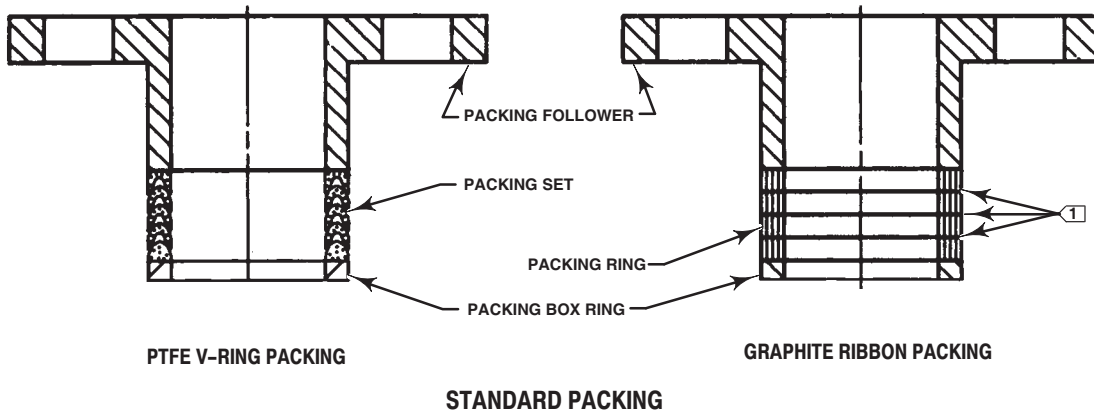 PACKING FOLLOWER
PACKING SET
1
PACKING RING
PACKING BOX RING
PTFE V-RING PACKING
GRAPHITE RIBBON PACKING
STANDARD PACKING